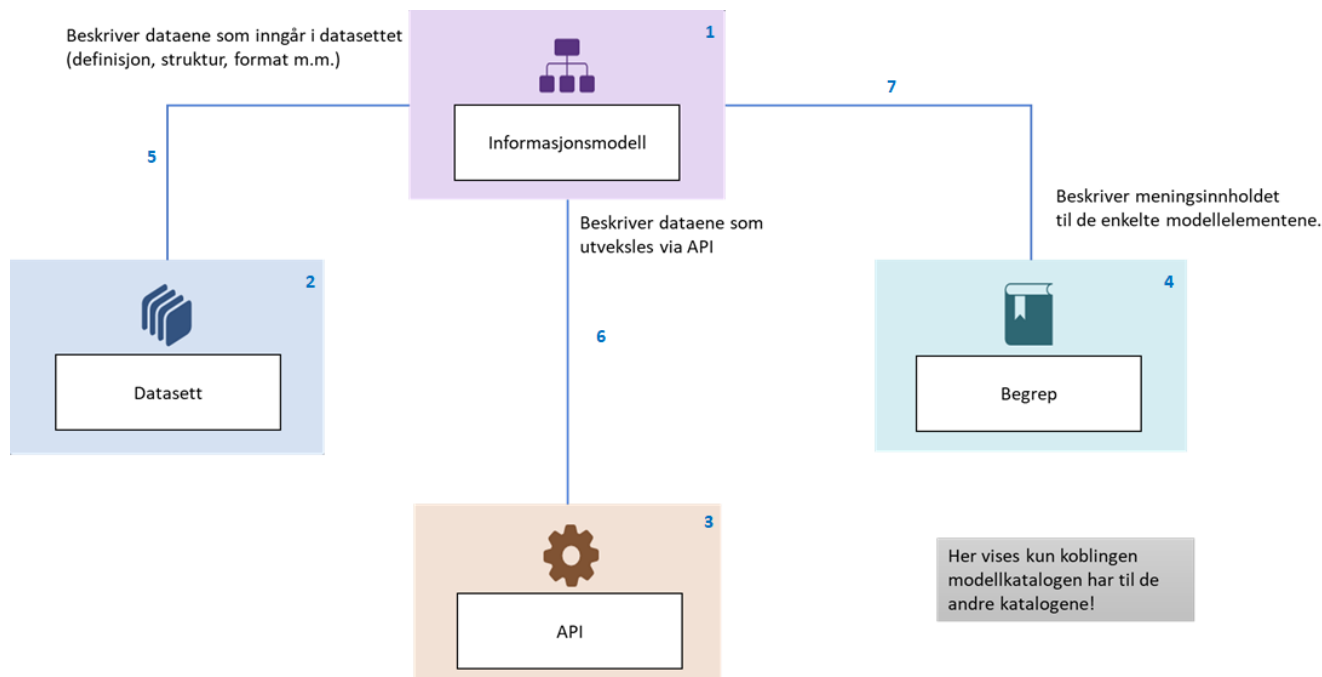 Beskriver dataene som inngår i datasettet
(definisjon, struktur, format m.m.)
1
Informasjonsmodell
7
5
Beskriver meningsinnholdet
til de enkelte modellelementene.
Beskriver dataene som
utveksles via API
2
Datasett
4
Begrep
6
3
API
Her vises kun koblingen
modellkatalogen har til de
andre katalogene!